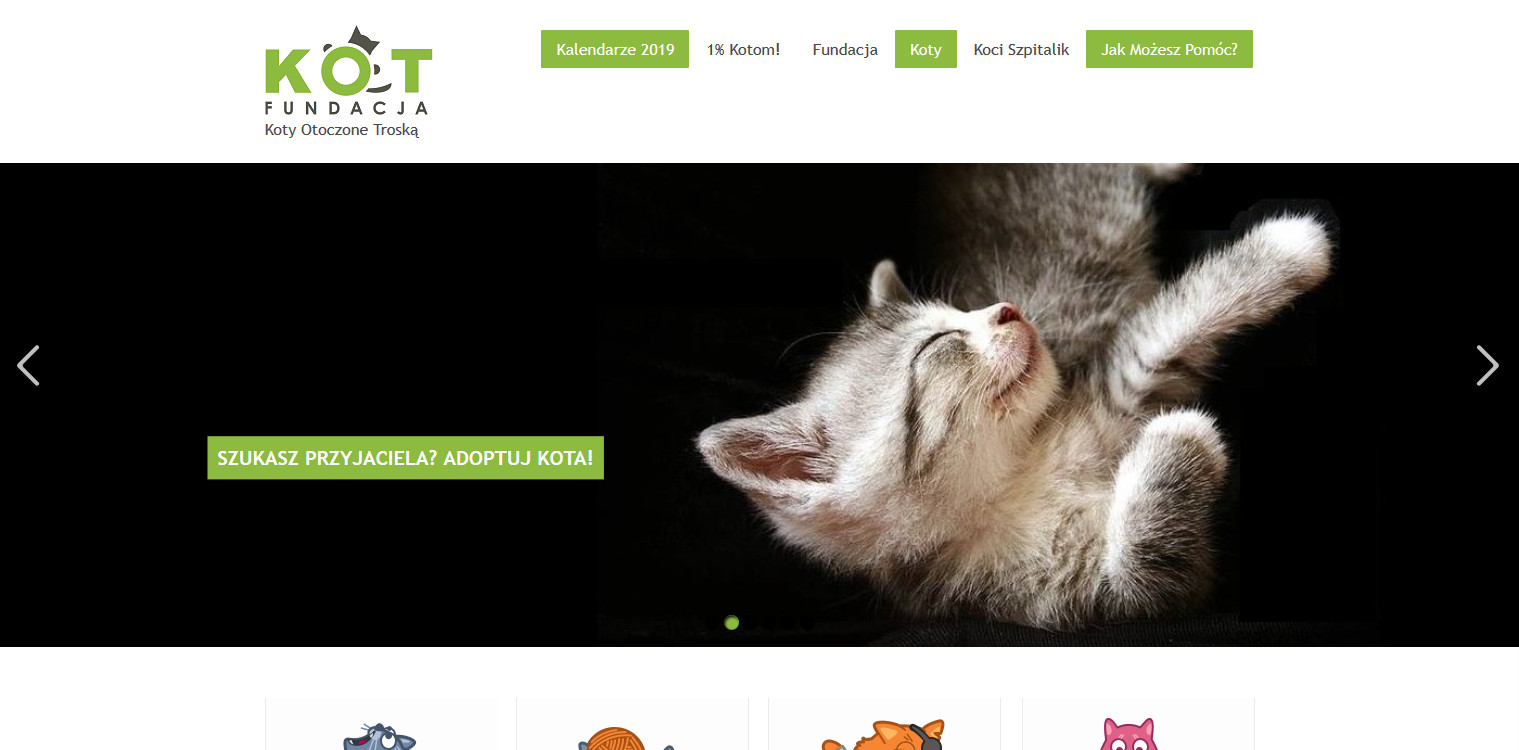 KOT
FUNDACJA
Koty Otoczone Troską
Kalendarze 2019
1% Kotom!
Fundacja
Koty
Koci Szpitalik
Jak Możesz Pomóc?
SZUKASZ PRZYJACIELA? ADOPTUJ KOTA!